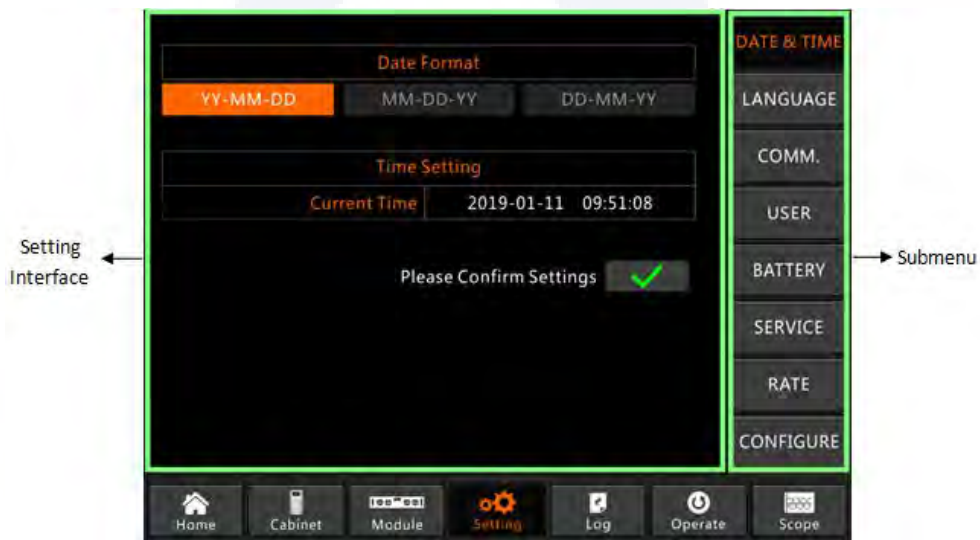 Date Format
YY-MM-DD MM-DD-YY DD-MM-YY
Time Setting
Current Time 2019-01-11 09:51:08
Please Confirm Settings
Setting
Interface
DATE & TIME
LANGUAGE
COMM.
USER
BATTERY
SERVICE
RATE
CONFIGURE
Submenu
Home Cabinet Module Setting Log Operate Scope